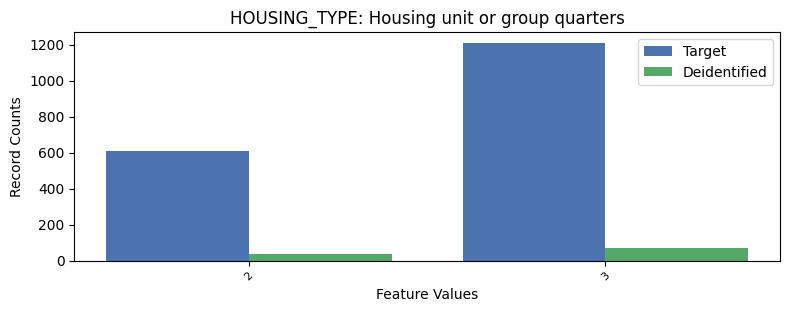 HOUSING_TYPE: Housing unit or group quarters
Target
Deidentified
Record Counts
1200
1000
800
600
400
200
0
2
3
Feature Values